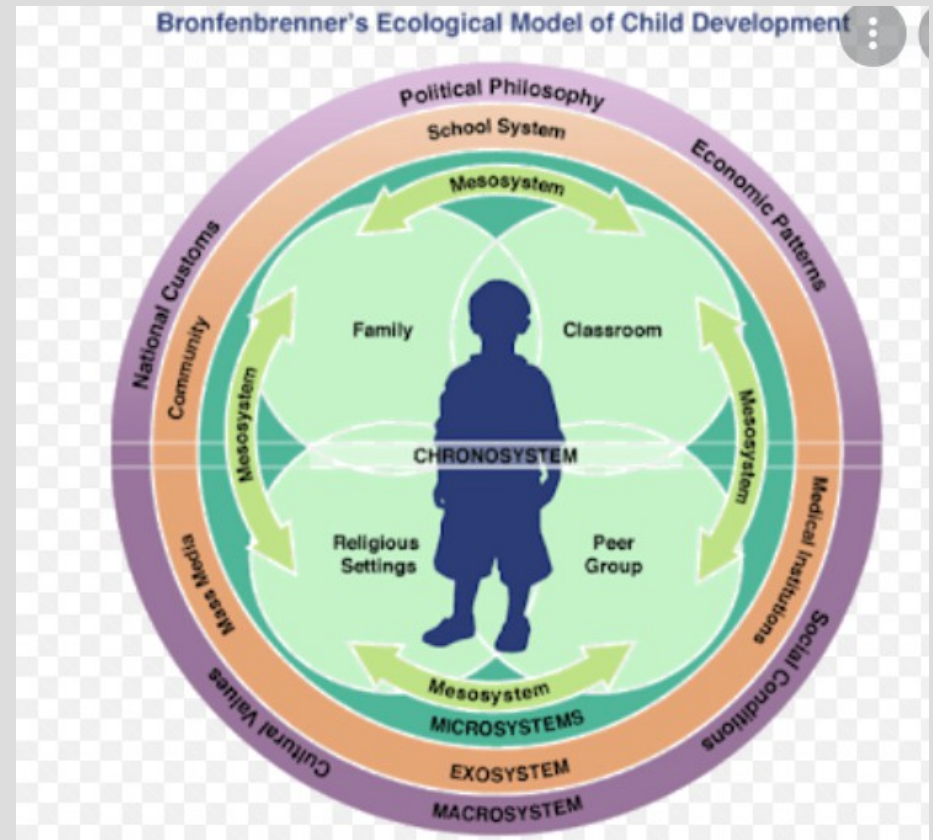 Bronfenbrenner's Ecological Model of Child Development
Political Philosophy
School System
Economic Patterns
Mesosystem
National Customs
Community
Family
Classroom
Mesosystem
Mesosystem
CHRONOSYSTEM
Religious
Settings
Peer
Group
Mass Media
Medical Institutions
Cultural Values
Social Conditions
Mesosystem
MICROSYSTEMS
EXOSYSTEM
MACROSYSTEM